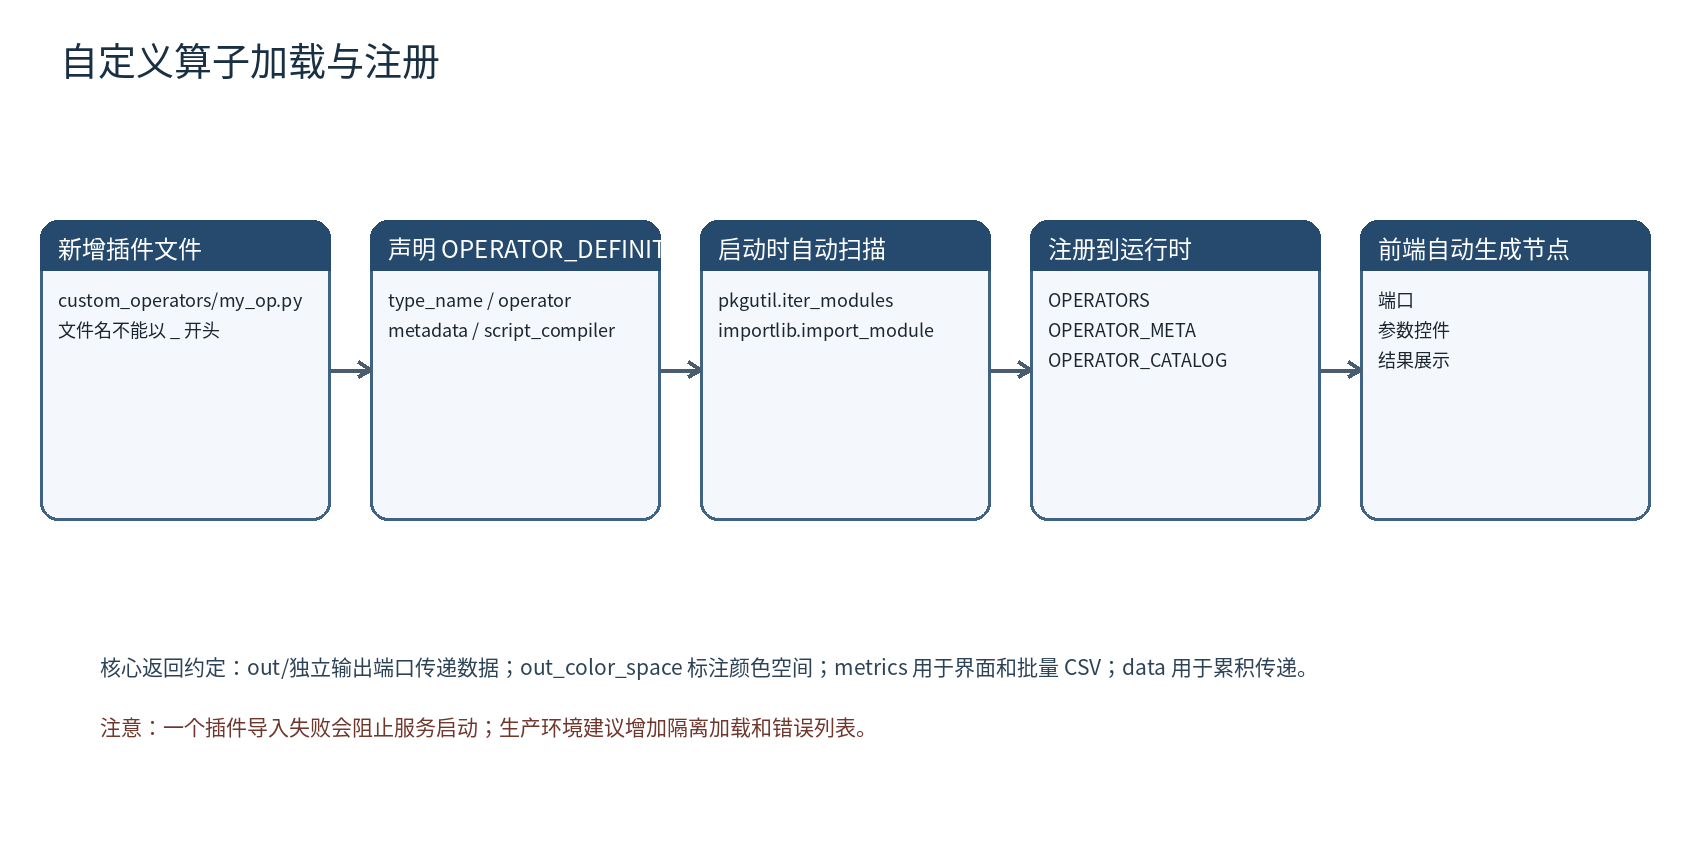 自定义算子加载与注册
新增插件文件
custom_operators/my_op.py
文件名不能以 _ 开头
声明 OPERATOR_DEFINIT
type_name / operator
metadata / script_compiler
启动时自动扫描
pkgutil.iter_modules
importlib.import_module
注册到运行时
OPERATORS
OPERATOR_META
OPERATOR_CATALOG
前端自动生成节点
端口
参数控件
结果展示
核心返回约定：out/独立输出端口传递数据；out_color_space 标注颜色空间；metrics 用于界面和批量 CSV；data 用于累积传递。
注意：一个插件导入失败会阻止服务启动；生产环境建议增加隔离加载和错误列表。